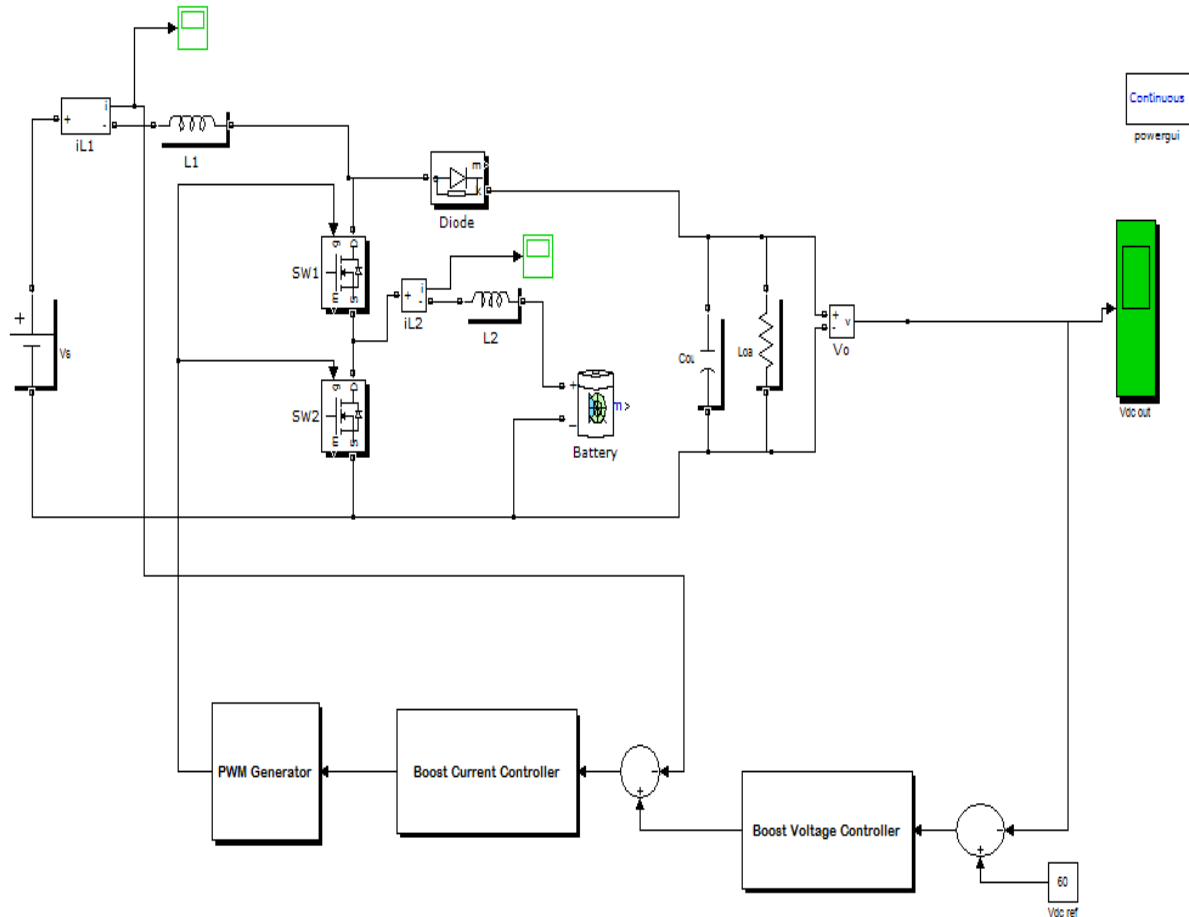 Continuous
powergui
+
i
-
iL1
L1
+
Vs
m
k
Diode
g
D
SW1
m
S
+
i
-
iL2
L2
g
D
SW2
m
S
+
-
m
Battery
Cou
Loa
+
-
v
Vo
Vdc out
PWM Generator
Boost Current Controller
-
+
Boost Voltage Controller
-
+
60
Vdc ref